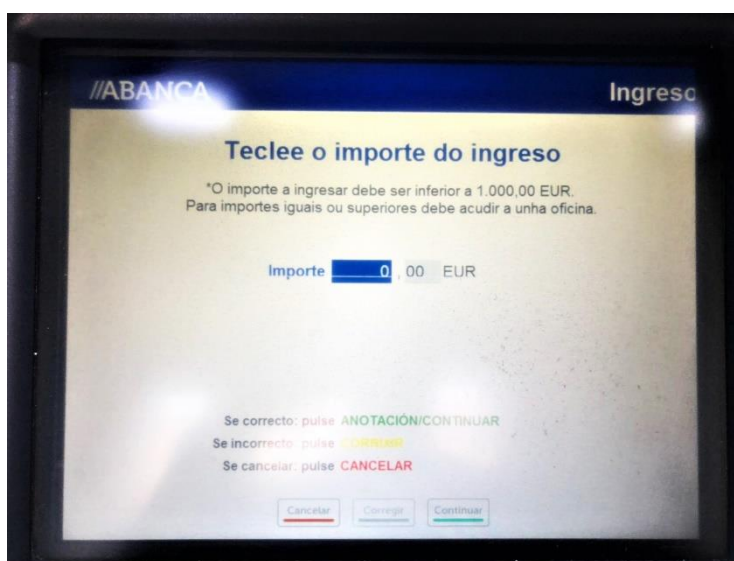 //ABANCA
Ingreso
Teclee o importe do ingreso
*O importe a ingresar debe ser inferior a 1.000,00 EUR.
Para importes iguais ou superiores debe acudir a unha oficina.
Importe 0 , 00 EUR
Se correcto: pulse ANOTACIÓN/CONTINUAR
Se incorrecto: pulse
Se cancelar: pulse CANCELAR
Cancelar Corregir Continuar